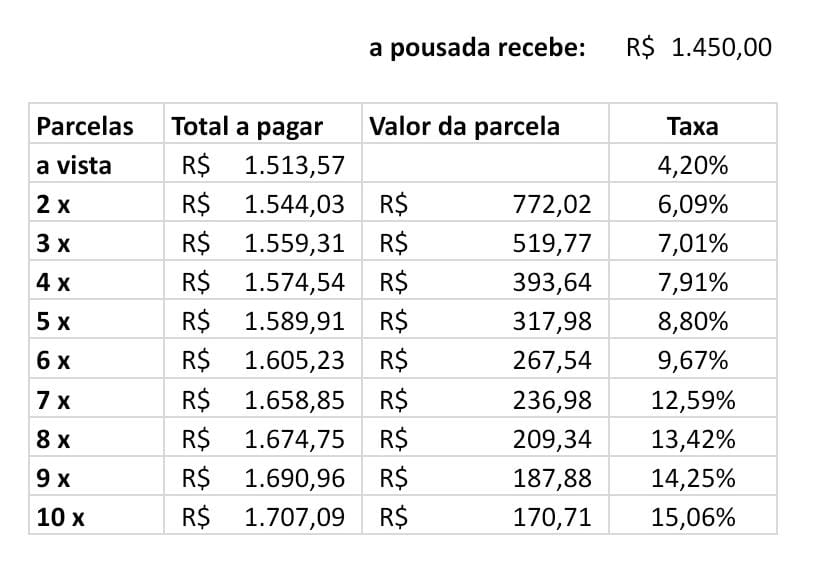 a pousada recebe: R$ 1.450,00
Parcelas Total a pagar Valor da parcela Taxa
a vista R$ 1.513,57 4,20%
2 x R$ 1.544,03 R$ 772,02 6,09%
3 x R$ 1.559,31 R$ 519,77 7,01%
4 x R$ 1.574,54 R$ 393,64 7,91%
5 x R$ 1.589,91 R$ 317,98 8,80%
6 x R$ 1.605,23 R$ 267,54 9,67%
7 x R$ 1.658,85 R$ 236,98 12,59%
8 x R$ 1.674,75 R$ 209,34 13,42%
9 x R$ 1.690,96 R$ 187,88 14,25%
10 x R$ 1.707,09 R$ 170,71 15,06%